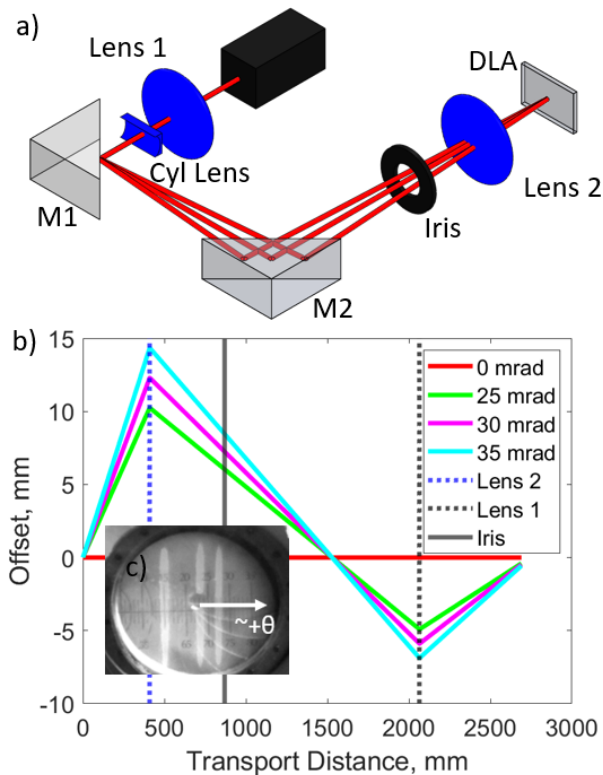 a)
Lens 1
DLA
Cyl Lens
M1
Lens 2
Iris
M2
b)
15
10
5
0
-5
-10
Offset, mm
0 mrad
25 mrad
30 mrad
35 mrad
Lens 2
Lens 1
Iris
c)
~+θ
0 500 1000 1500 2000 2500 3000
Transport Distance, mm